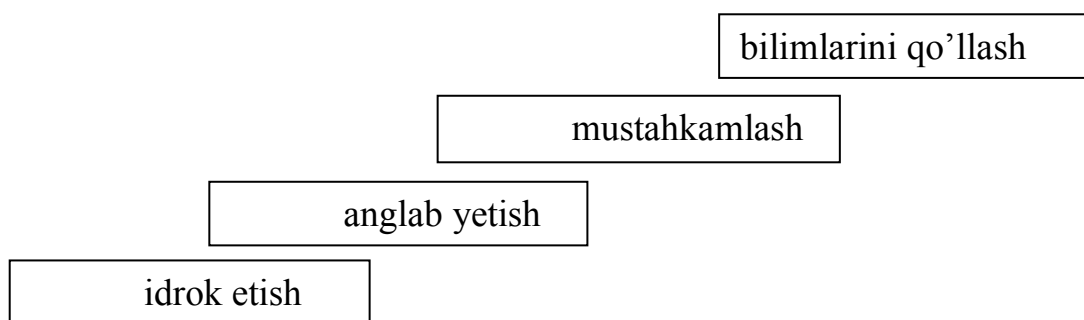 bilimlarini qo’llash
mustahkamlash
anglab yetish
idrok etish